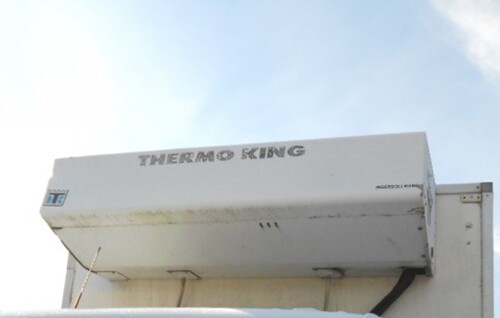 THERMO KING
INGERSOLL-RAND